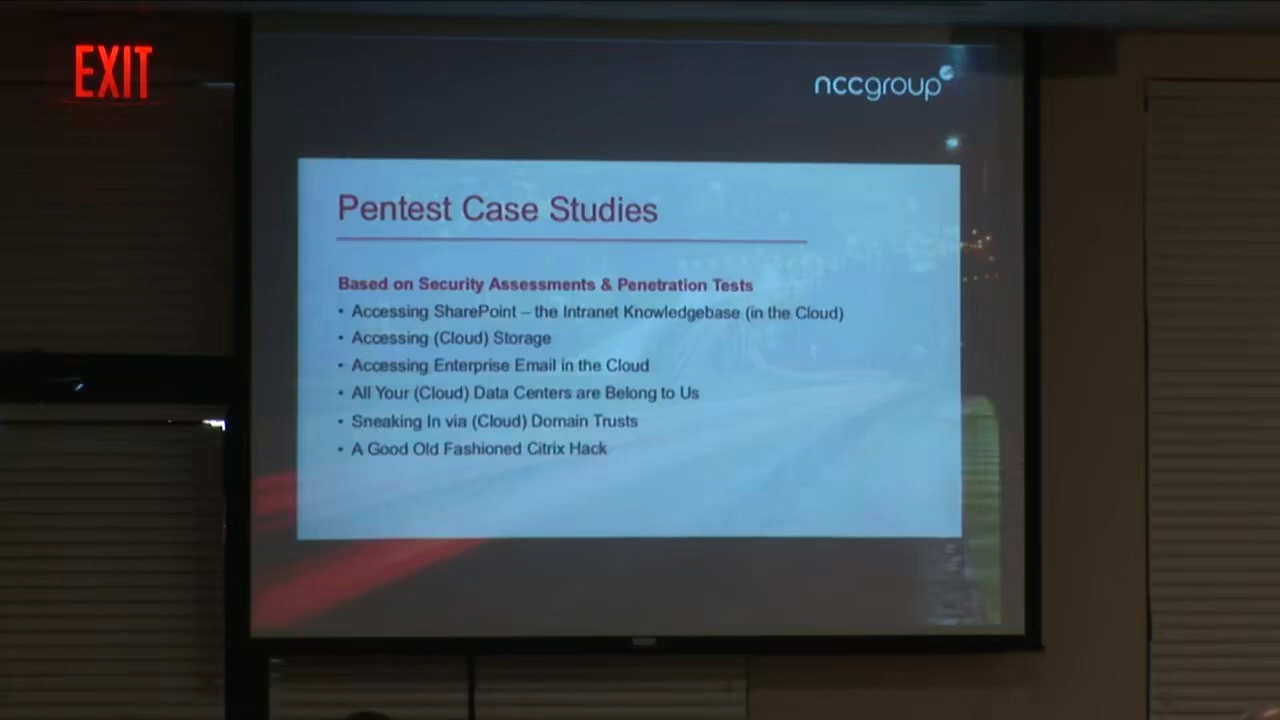 EXIT
nccgroup
Pentest Case Studies
Based on Security Assessments & Penetration Tests
• Accessing SharePoint – the Intranet Knowledgebase (in the Cloud)
• Accessing (Cloud) Storage
• Accessing Enterprise Email in the Cloud
• All Your (Cloud) Data Centers are Belong to Us
• Sneaking In via (Cloud) Domain Trusts
• A Good Old Fashioned Citrix Hack